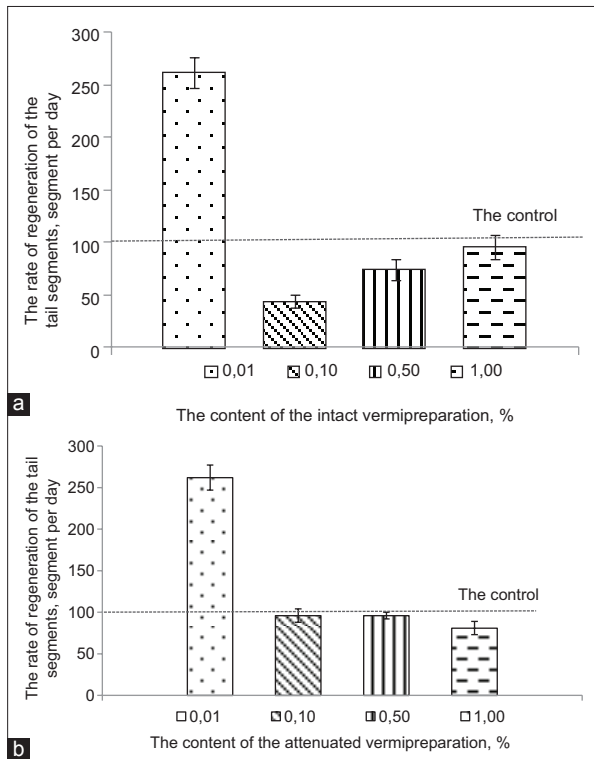 The rate of regeneration of the
tail segments, segment per day
300
250
200
150
100
50
0
The control
0,01 0,10 0,50 1,00
a
The content of the intact vermipreparation, %
The rate of regeneration of the tail
segments, segment per day
300
250
200
150
100
50
0
The control
0,01 0,10 0,50 1,00
b
The content of the attenuated vermipreparation, %